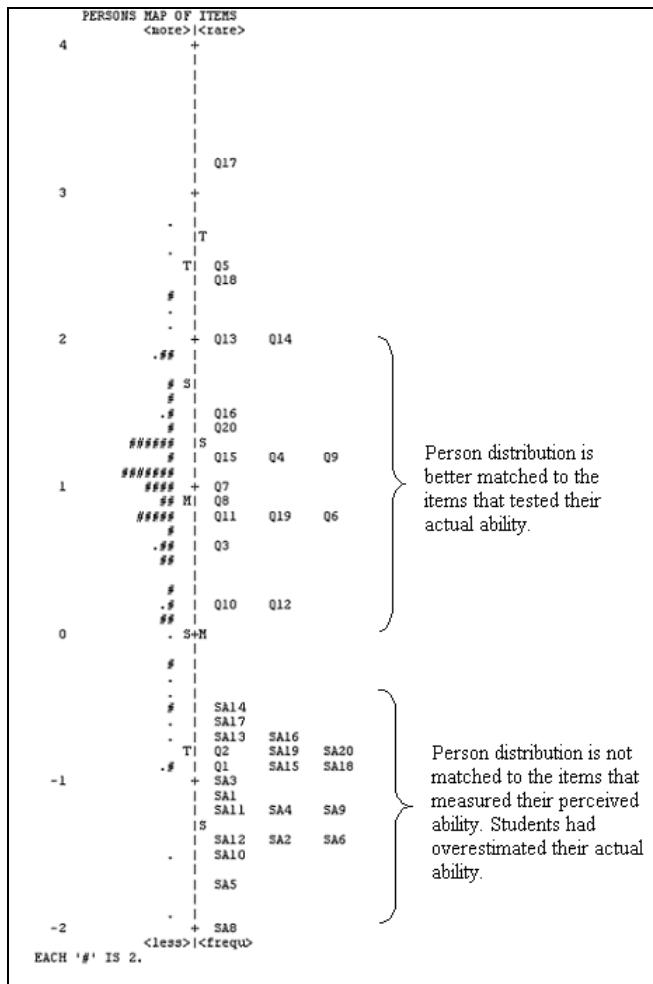 PERSONS MAP OF ITEMS
<more>|<rare>
4 +
|
|
|
|
|
|
|
| Q17
|
3 +
|
. |
|T
. |
T| Q5
| Q18
# |
. |
. |
2 + Q13 Q14
.## |
|
# S|
# |
.# | Q16
# | Q20
###### |S
# | Q15 Q4 Q9
####### |
1 #### + Q7
## M| Q8
##### | Q11 Q19 Q6
# |
.## | Q3
## |
|
# |
.# | Q10 Q12
## |
0 . S+M
|
# |
. |
. |
# | SA14
. | SA17
. | SA13 SA16
T| Q2 SA19 SA20
.# | Q1 SA15 SA18
-1 + SA3
| SA1
| SA11 SA4 SA9
|S
| SA12 SA2 SA6
. | SA10
|
| SA5
|
. |
-2 + SA8
<less>|<frequ>
EACH '#' IS 2.
Person distribution is
better matched to the
items that tested their
actual ability.
Person distribution is not
matched to the items that
measured their perceived
ability. Students had
overestimated their actual
ability.